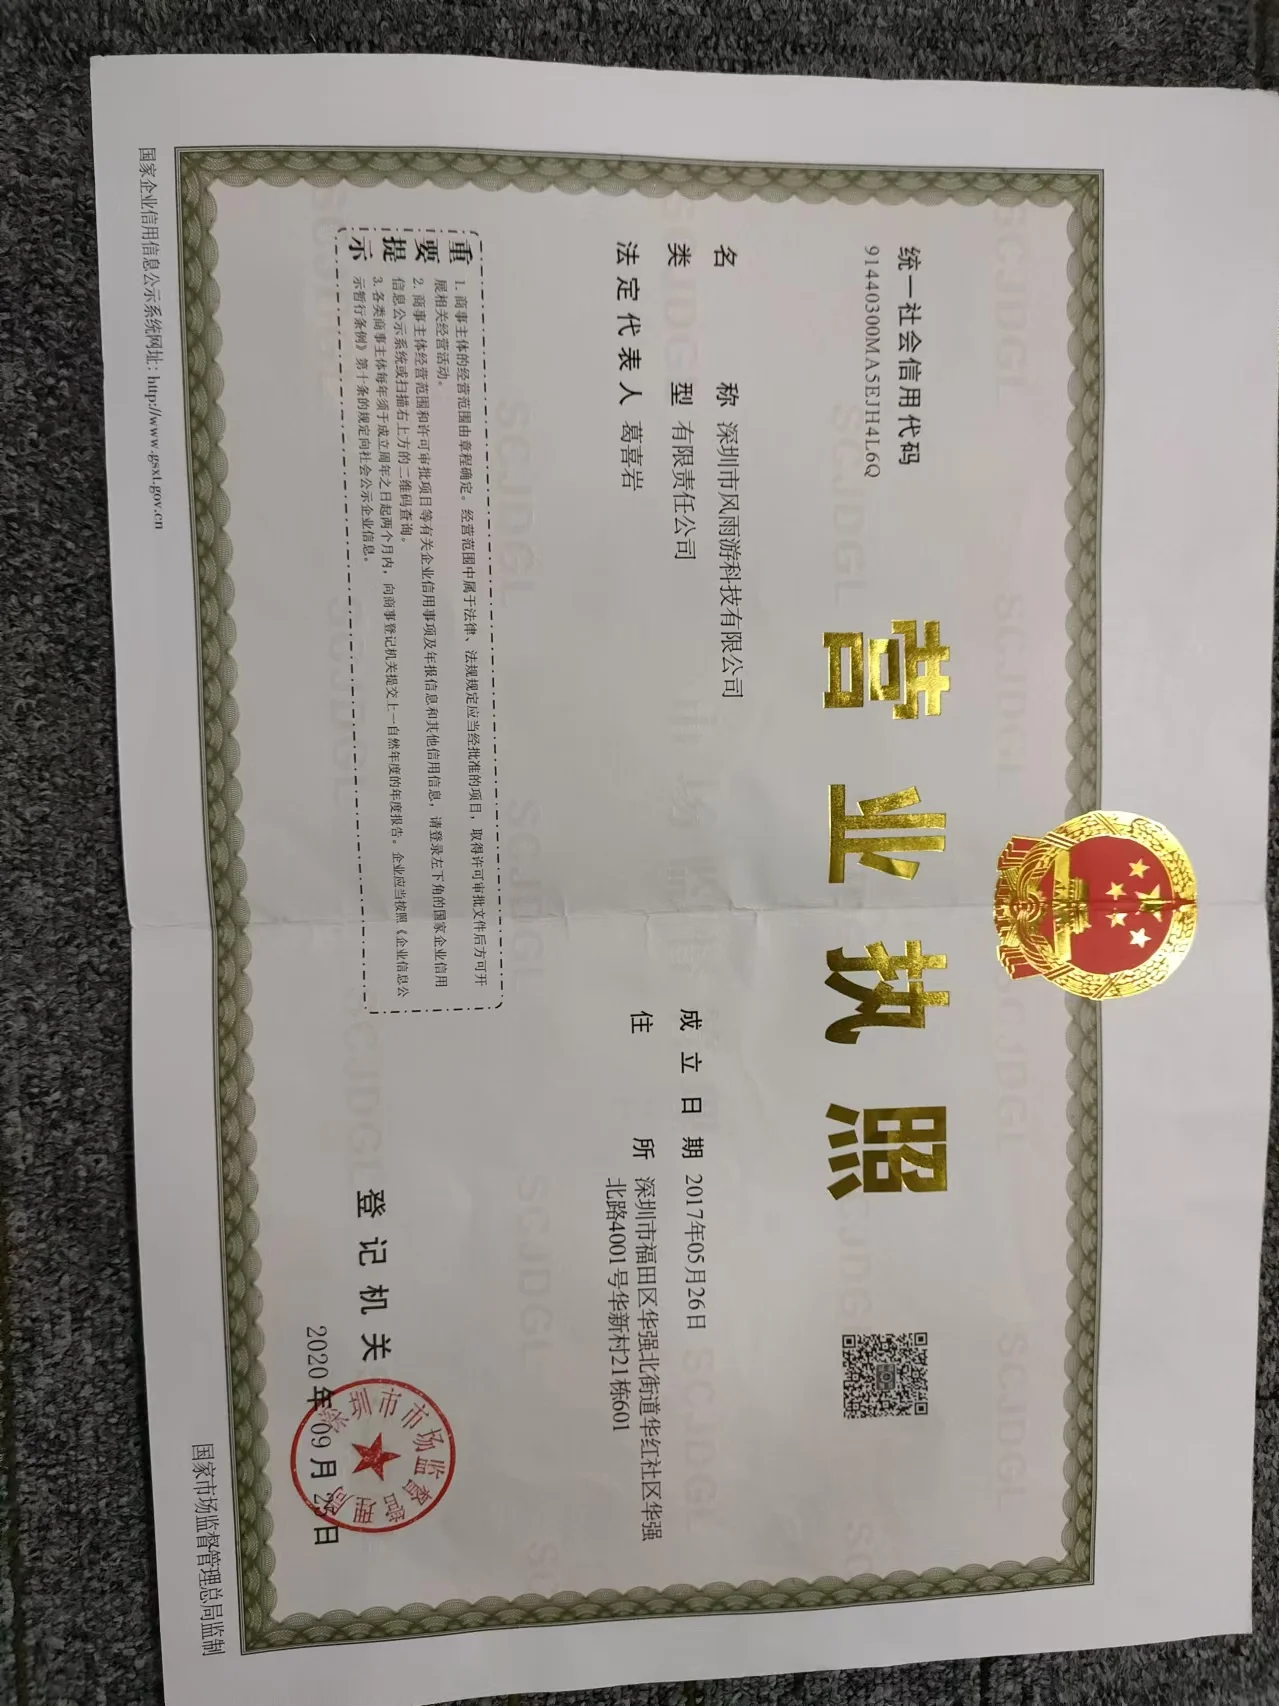 统一社会信用代码
91440300MA5EJH4L6Q
营业执照
名称 深圳市风雨游科技有限公司
类型 有限责任公司
法定代表人 葛喜岩
成立日期 2017年05月26日
住所 深圳市福田区华强北街道华红社区华强
北路4001号华新村21栋601
重要提示
1. 商事主体的经营范围由章程确定。经营范围中属于法律、法规规定应当经批准的项目，取得许可审批文件后方可开
展相关经营活动。
2. 商事主体经营范围和许可审批项目等有关企业信用事项及年报信息和其他信用信息，请登录左下角的国家企业信用
信息公示系统或扫描右上方的二维码查询。
3. 各类商事主体每年须于成立周年之日起两个月内，向商事登记机关提交上一自然年度的年度报告。企业应当按照《企业信息公
示暂行条例》第十条的规定向社会公示企业信息。
登记机关
深圳市市场监督管理局
2020年09月23日
国家企业信用信息公示系统网址：http://www.gsxt.gov.cn
国家市场监督管理总局监制
SCJDGL